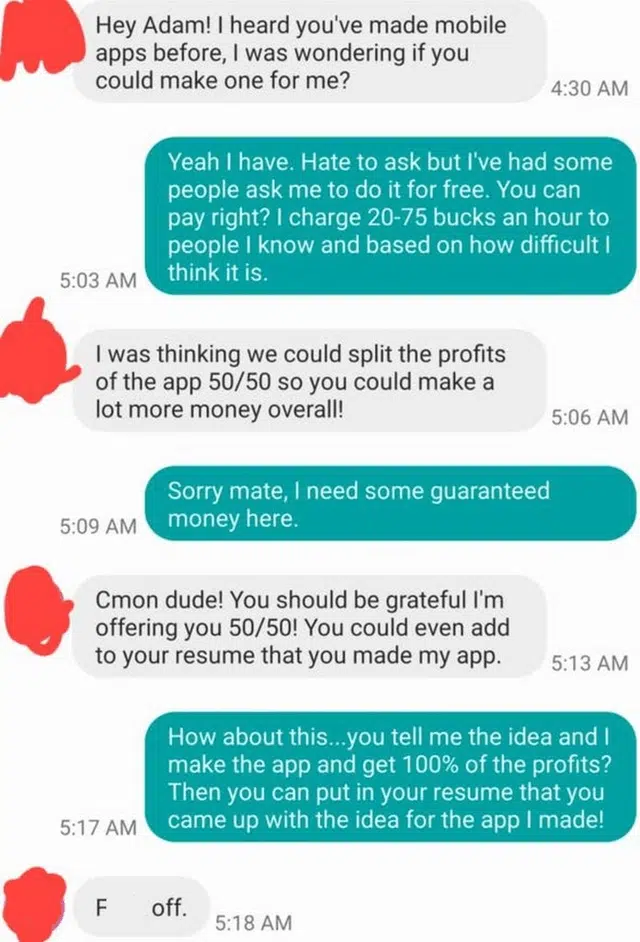 Hey Adam! I heard you've made mobile
apps before, I was wondering if you
could make one for me?
4:30 AM
Yeah I have. Hate to ask but I've had some
people ask me to do it for free. You can
pay right? I charge 20-75 bucks an hour to
people I know and based on how difficult I
think it is.
5:03 AM
I was thinking we could split the profits
of the app 50/50 so you could make a
lot more money overall!
5:06 AM
Sorry mate, I need some guaranteed
money here.
5:09 AM
Cmon dude! You should be grateful I'm
offering you 50/50! You could even add
to your resume that you made my app.
5:13 AM
How about this...you tell me the idea and I
make the app and get 100% of the profits?
Then you can put in your resume that you
came up with the idea for the app I made!
5:17 AM
F off.
5:18 AM